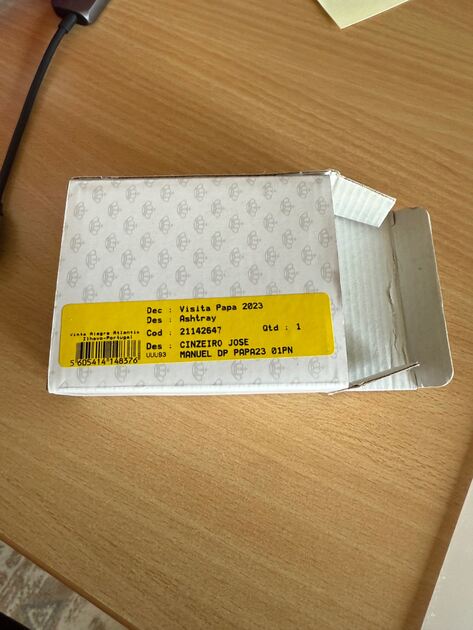 Dec : Visita Papa 2023
Des : Ashtray
Cod : 21142647 Qtd : 1
Des : CINZEIRO JOSE
MANUEL DP PAPA23 01PN
Vista Alegre Atlantis
Ilhavo-Portugal
5 605414 148376
UUU93